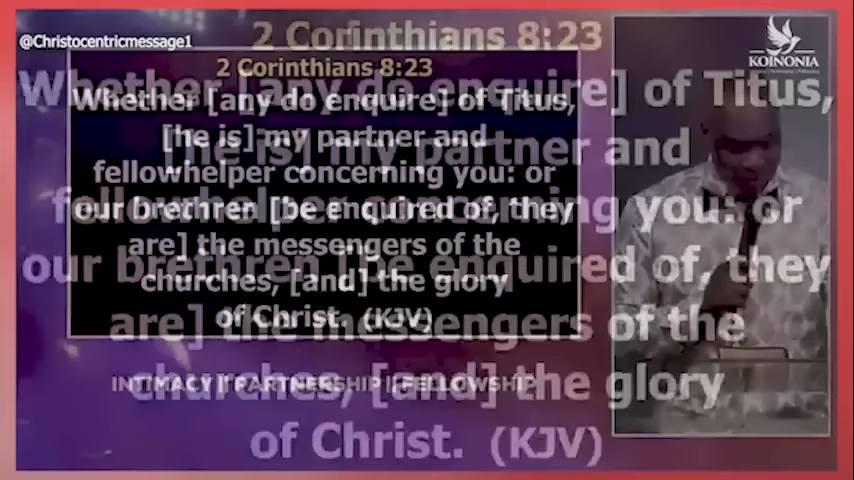 @Christocentricmessage1
KOINONIA
2 Corinthians 8:23
Whether [any do enquire] of Titus,
[he is] my partner and
fellowhelper concerning you: or
our brethren [be enquired of, they
are] the messengers of the
churches, [and] the glory
of Christ. (KJV)
2 Corinthians 8:23
Whether [any do enquire] of Titus,
[he is] my partner and
fellowhelper concerning you: or
our brethren [be enquired of, they
are] the messengers of the
churches, [and] the glory
of Christ. (KJV)
INTIMACY || PARTNERSHIP || FELLOWSHIP